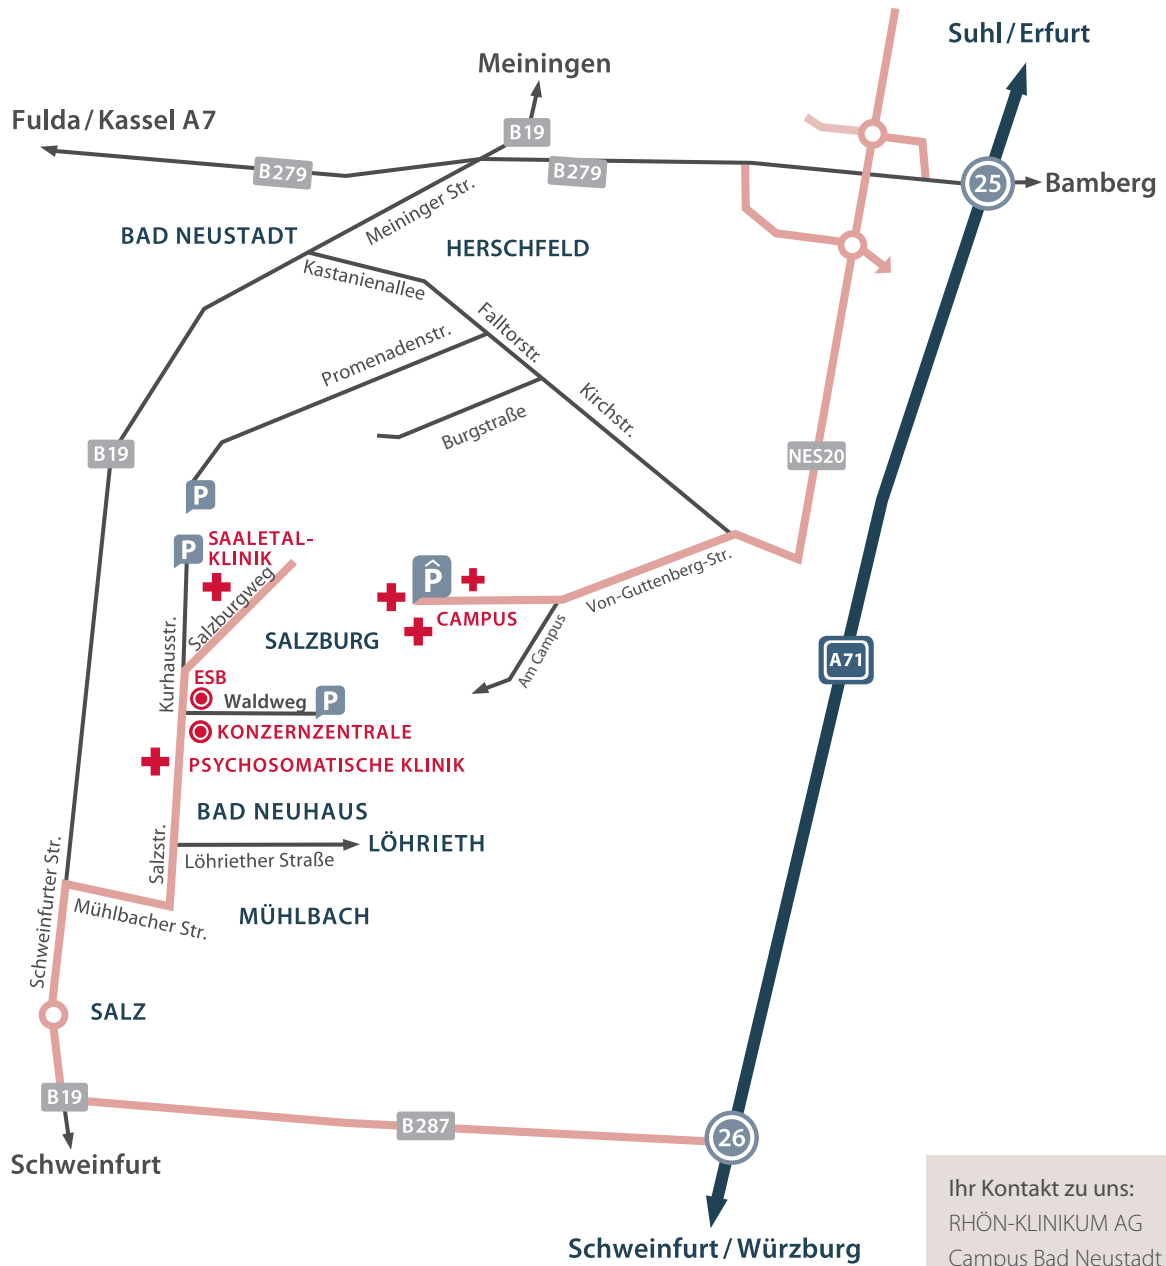 Suhl / Erfurt
Meiningen
Fulda / Kassel A7
B19
B279
B279
25
Bamberg
Meininger Str.
BAD NEUSTADT
HERSCHFELD
Kastanienallee
Falltorstr.
Promenadenstr.
Kirchstr.
Burgstraße
B19
NES20
P
P
SAALETAL-
KLINIK
P
CAMPUS
Von-Guttenberg-Str.
Salzburgweg
SALZBURG
Am Campus
Kurhausstr.
A71
ESB
Waldweg
P
KONZERNZENTRALE
PSYCHOSOMATISCHE KLINIK
BAD NEUHAUS
Salzstr.
LÖHRIETH
Löhriether Straße
Schweinfurter Str.
Mühlbacher Str.
MÜHLBACH
SALZ
B19
B287
26
Schweinfurt
Schweinfurt / Würzburg
Ihr Kontakt zu uns:
RHÖN-KLINIKUM AG
Campus Bad Neustadt